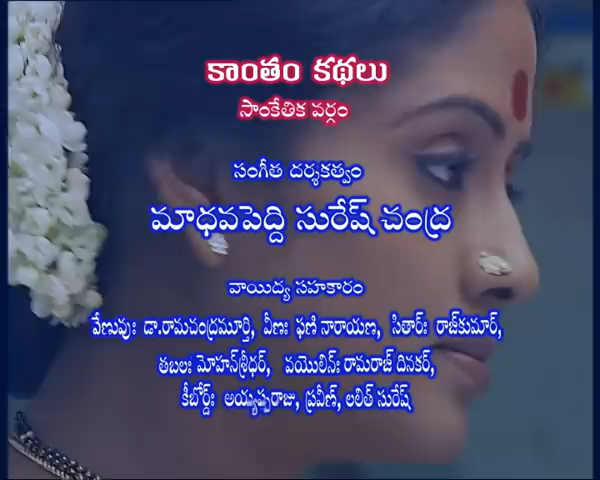 కాంతం కథలు
సాంకేతిక వర్గం
సంగీత దర్శకత్వం
మాధవపెద్ది సురేష్ చంద్ర
వాయిద్య సహకారం
వేణువుః డా.రామచంద్రమూర్తి, వీణః ఫణి నారాయణ, సితార్ః రాజ్‌కుమార్,
తబలః మోహన్‌శ్రీధర్, వయొలిన్ః రామరాజ్ దినకర్,
కీబోర్డ్ః అయ్యప్పరాజు, ప్రవీణ్, లలిత్ సురేష్